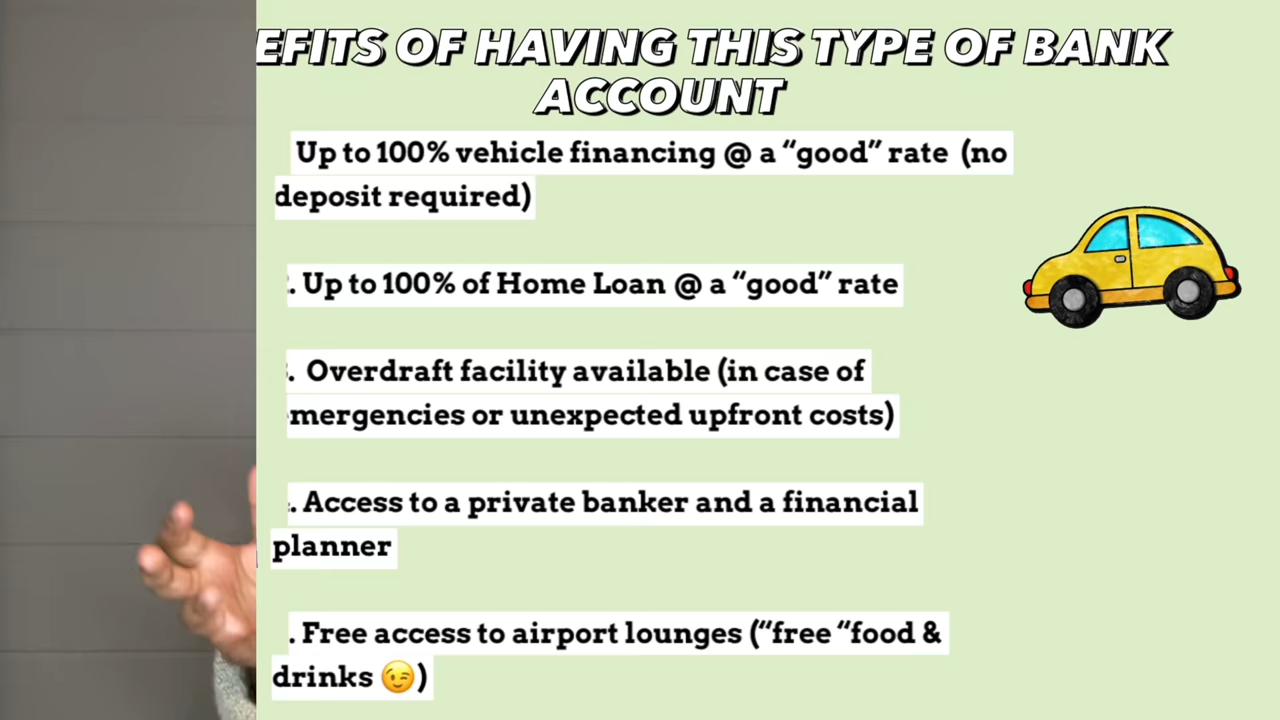 EFITS OF HAVING THIS TYPE OF BANK
ACCOUNT
Up to 100% vehicle financing @ a “good” rate (no
deposit required)
. Up to 100% of Home Loan @ a “good” rate
. Overdraft facility available (in case of
mergencies or unexpected upfront costs)
. Access to a private banker and a financial
planner
. Free access to airport lounges (“free “food &
drinks 😉)